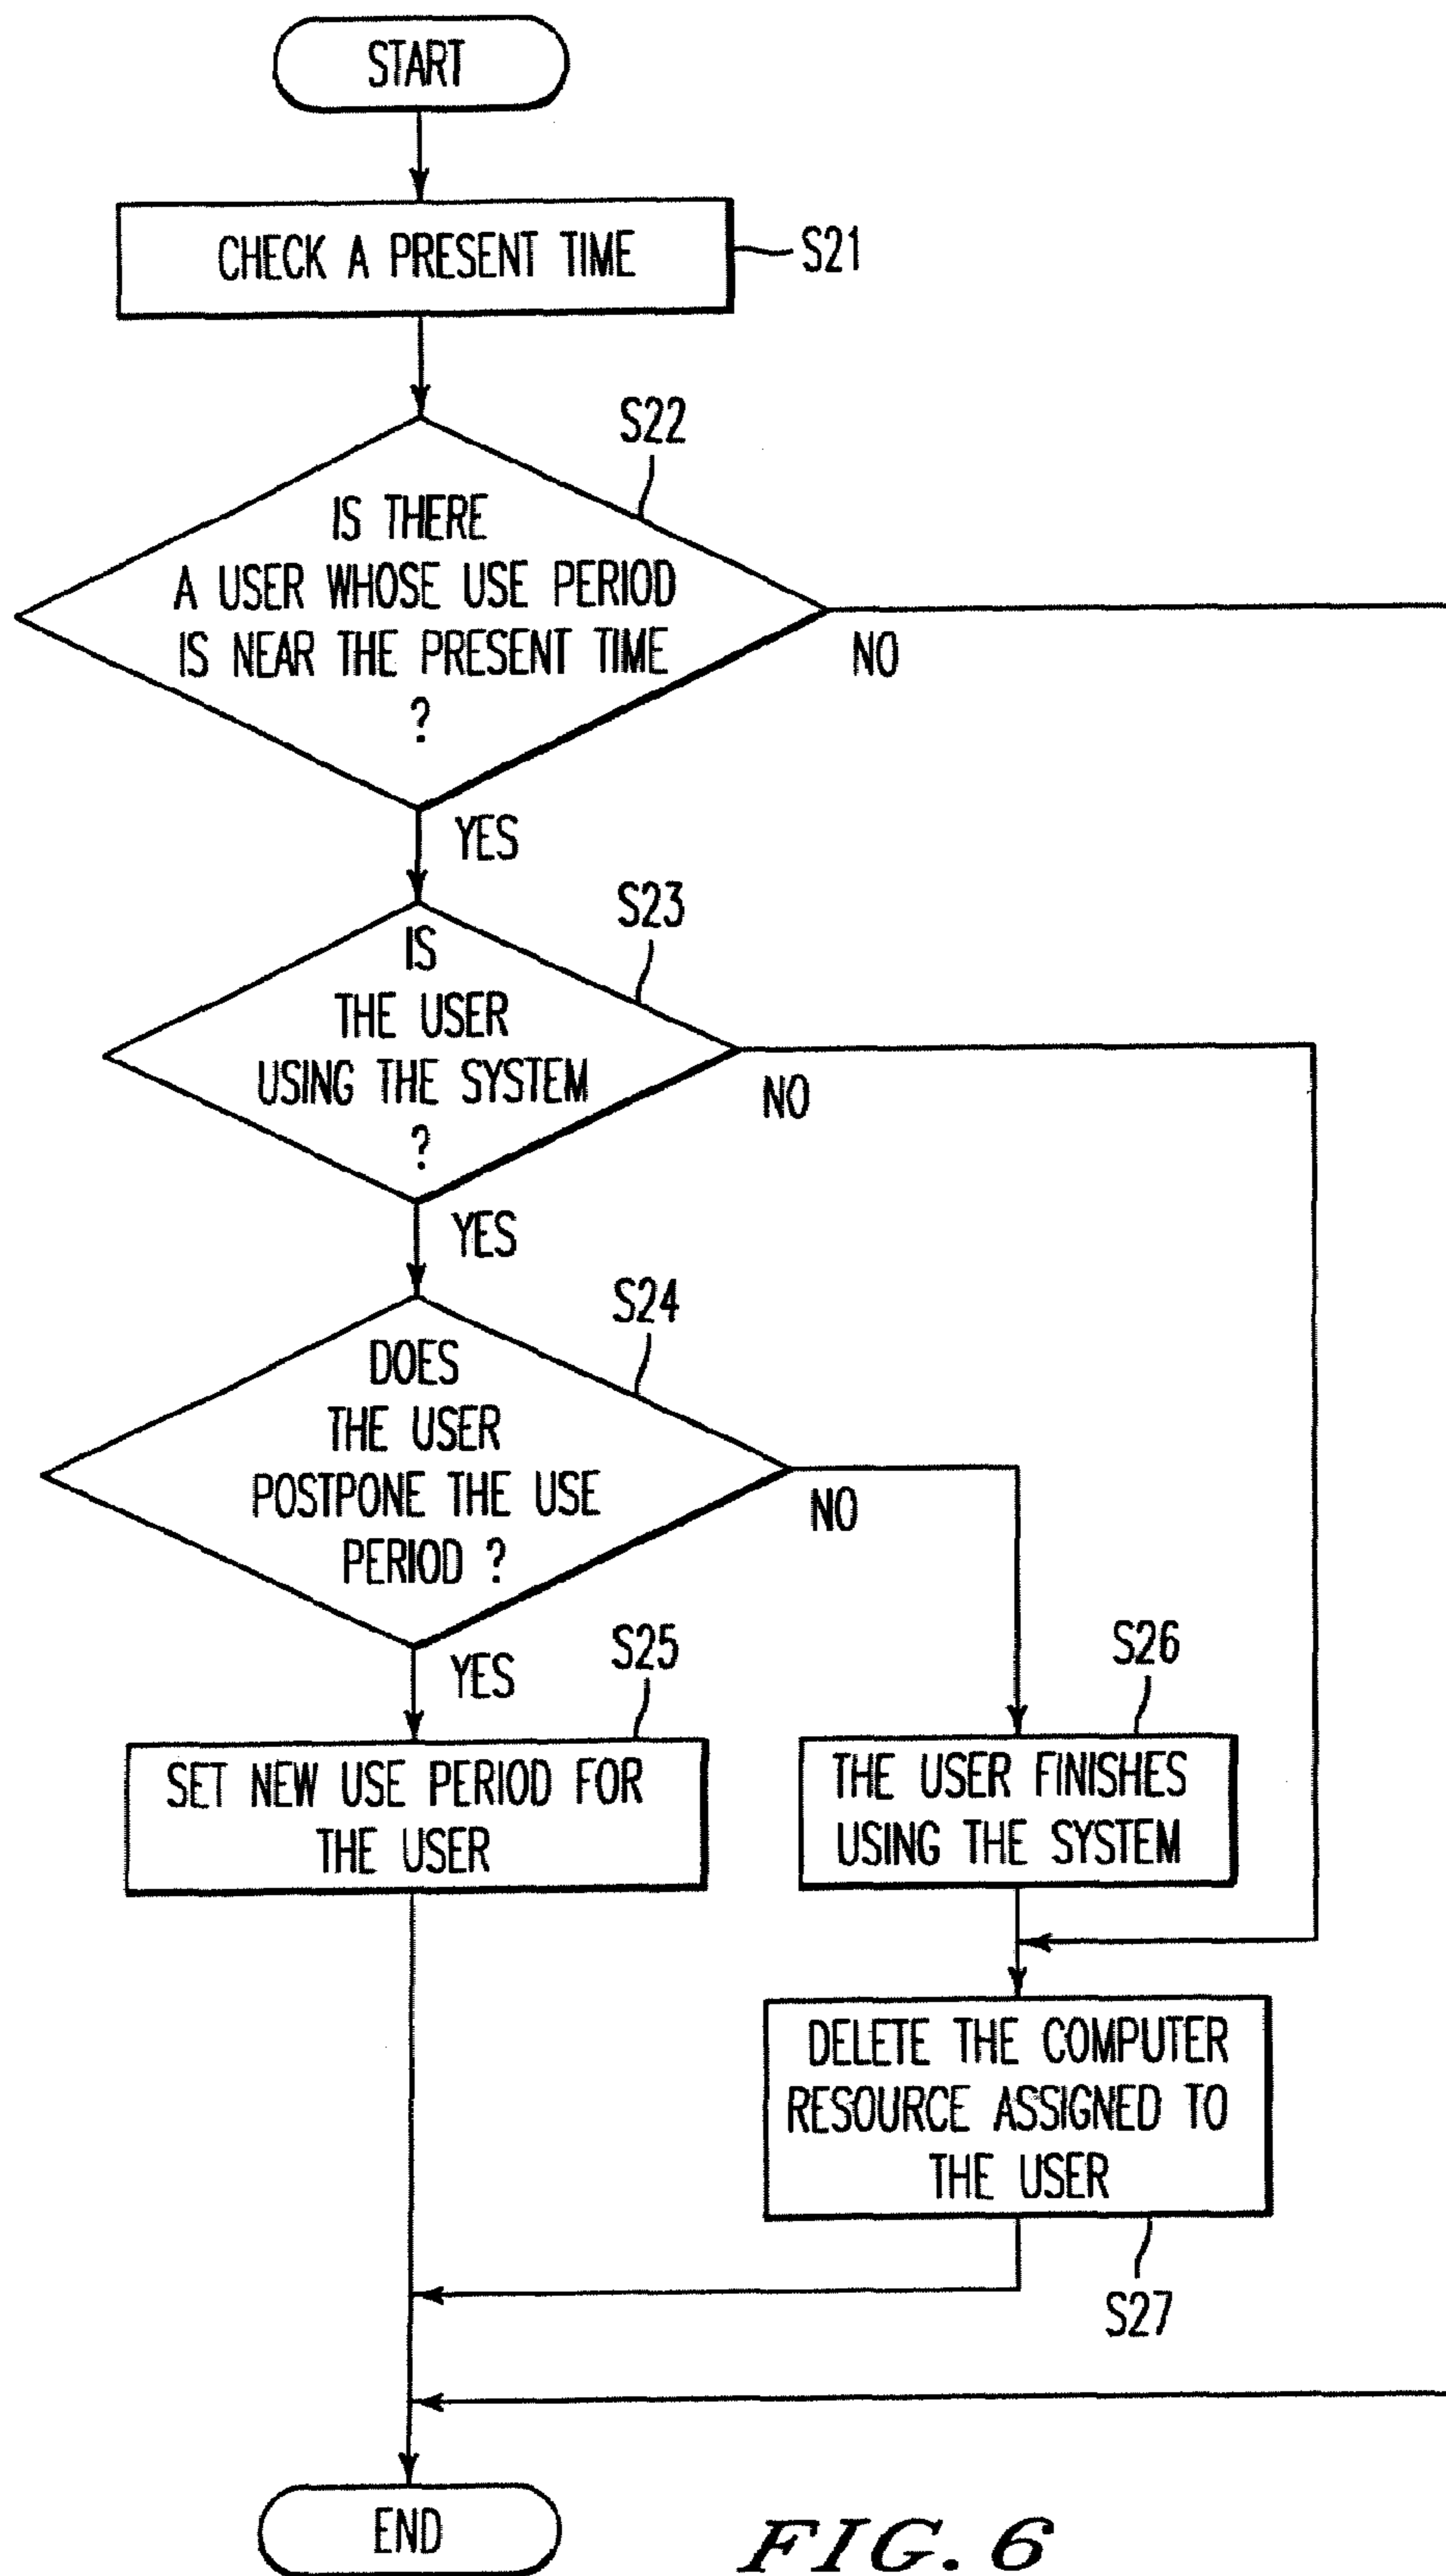 START
CHECK A PRESENT TIME
S21
S22
IS THERE
A USER WHOSE USE PERIOD
IS NEAR THE PRESENT TIME
?
NO
YES
S23
IS
THE USER
USING THE SYSTEM
?
NO
YES
S24
DOES
THE USER
POSTPONE THE USE
PERIOD ?
NO
YES
S25
SET NEW USE PERIOD FOR
THE USER
S26
THE USER FINISHES
USING THE SYSTEM
DELETE THE COMPUTER
RESOURCE ASSIGNED TO
THE USER
S27
END
FIG. 6